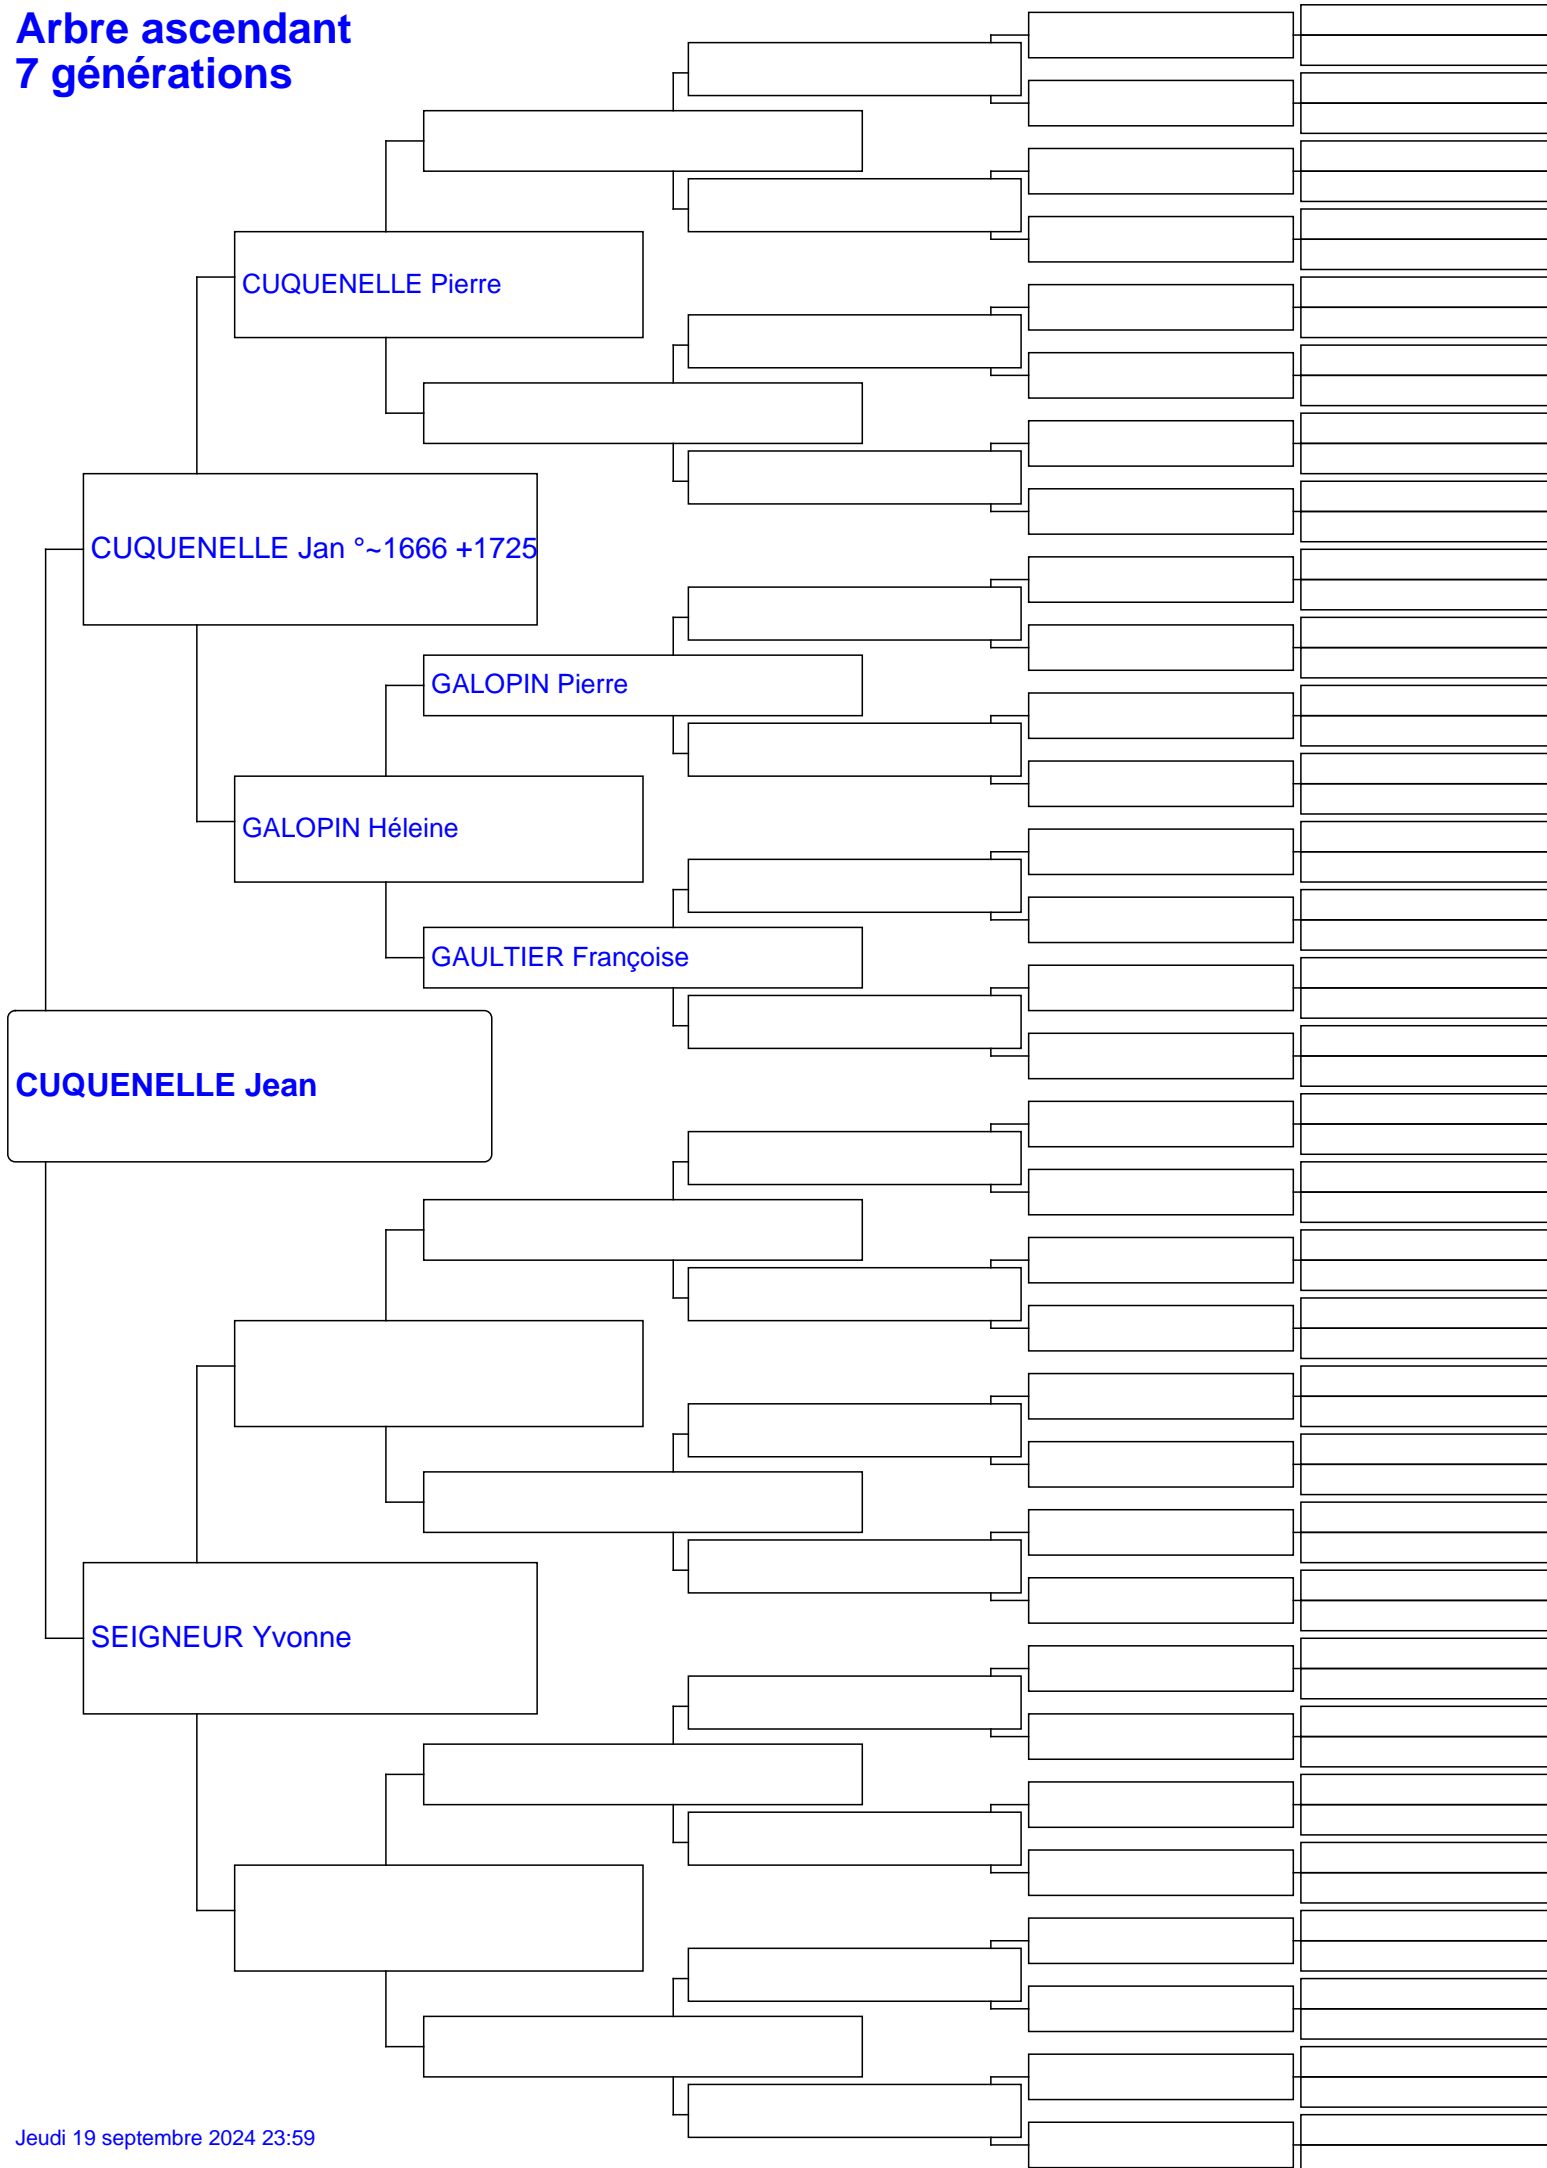 Arbre ascendant
7 générations
CUQUENELLE Pierre
CUQUENELLE Jan °~1666 +1725
GALOPIN Pierre
GALOPIN Héleine
GAULTIER Françoise
CUQUENELLE Jean
SEIGNEUR Yvonne
Jeudi 19 septembre 2024 23:59